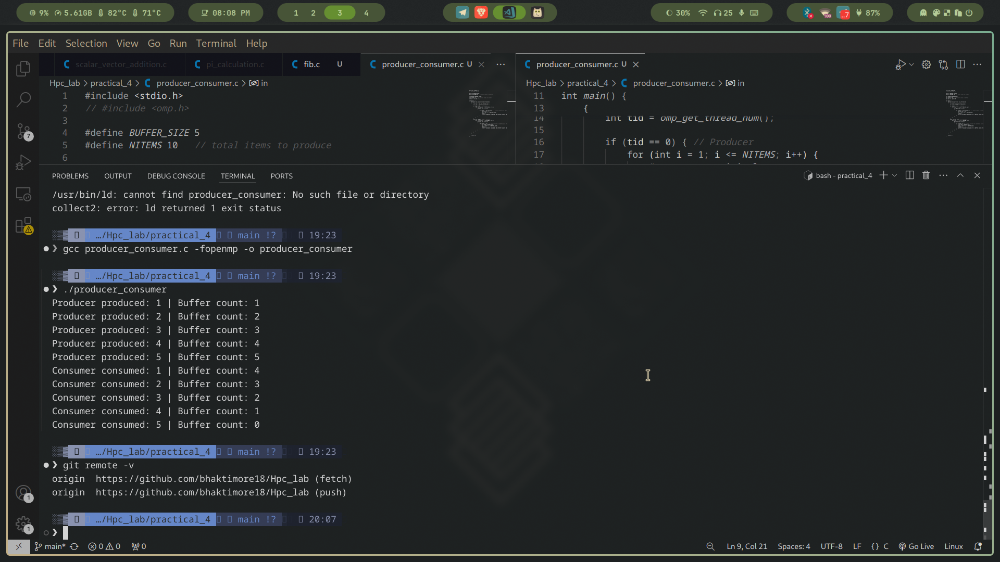 9% 5.61GB 82°C 71°C
08:08 PM
1 2 3 4
30% 25
100 ..7 87%
File Edit Selection View Go Run Terminal Help
scalar_vector_addition.c pi_calculation.c fib.c U producer_consumer.c U
Hpc_lab > practical_4 > C producer_consumer.c > in
1 #include <stdio.h>
2 // #include <omp.h>
3
4 #define BUFFER_SIZE 5
5 #define NITEMS 10 // total items to produce
6
producer_consumer.c U
Hpc_lab > practical_4 > C producer_consumer.c > in
11 int main() {
13 {
14 int tid = omp_get_thread_num();
15
16 if (tid == 0) { // Producer
17 for (int i = 1; i <= NITEMS; i++) {
PROBLEMS OUTPUT DEBUG CONSOLE TERMINAL PORTS
bash - practical_4
/usr/bin/ld: cannot find producer_consumer: No such file or directory
collect2: error: ld returned 1 exit status
…/Hpc_lab/practical_4 main !? 19:23
❯ gcc producer_consumer.c -fopenmp -o producer_consumer
…/Hpc_lab/practical_4 main !? 19:23
❯ ./producer_consumer
Producer produced: 1 | Buffer count: 1
Producer produced: 2 | Buffer count: 2
Producer produced: 3 | Buffer count: 3
Producer produced: 4 | Buffer count: 4
Producer produced: 5 | Buffer count: 5
Consumer consumed: 1 | Buffer count: 4
Consumer consumed: 2 | Buffer count: 3
Consumer consumed: 3 | Buffer count: 2
Consumer consumed: 4 | Buffer count: 1
Consumer consumed: 5 | Buffer count: 0
…/Hpc_lab/practical_4 main !? 19:23
❯ git remote -v
origin https://github.com/bhaktimore18/Hpc_lab (fetch)
origin https://github.com/bhaktimore18/Hpc_lab (push)
…/Hpc_lab/practical_4 main !? 20:07
❯
7
1
1
main* 0 0 0
Ln 9, Col 21 Spaces: 4 UTF-8 LF {} C Go Live Linux